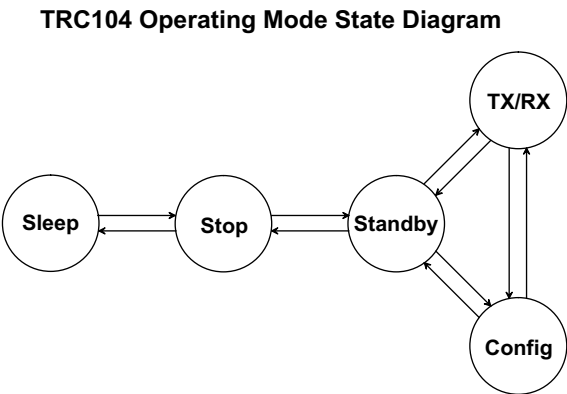 TRC104 Operating Mode State Diagram
TX/RX
Sleep
Stop
Standby
Config